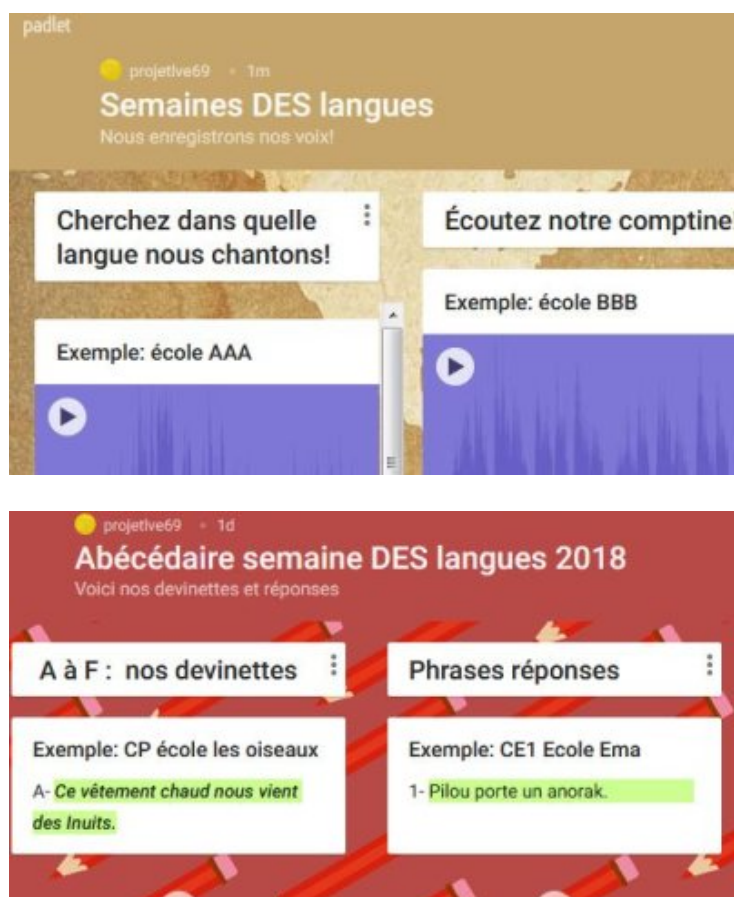 padlet
projetlve69 • 1m
Semaines DES langues
Nous enregistrons nos voix!
Cherchez dans quelle
langue nous chantons!
Exemple: école AAA
Écoutez notre comptine!
Exemple: école BBB
projetlve69 • 1d
Abécédaire semaine DES langues 2018
Voici nos devinettes et réponses
A à F : nos devinettes
Exemple: CP école les oiseaux
A- Ce vêtement chaud nous vient
des Inuits.
Phrases réponses
Exemple: CE1 Ecole Ema
1- Pilou porte un anorak.